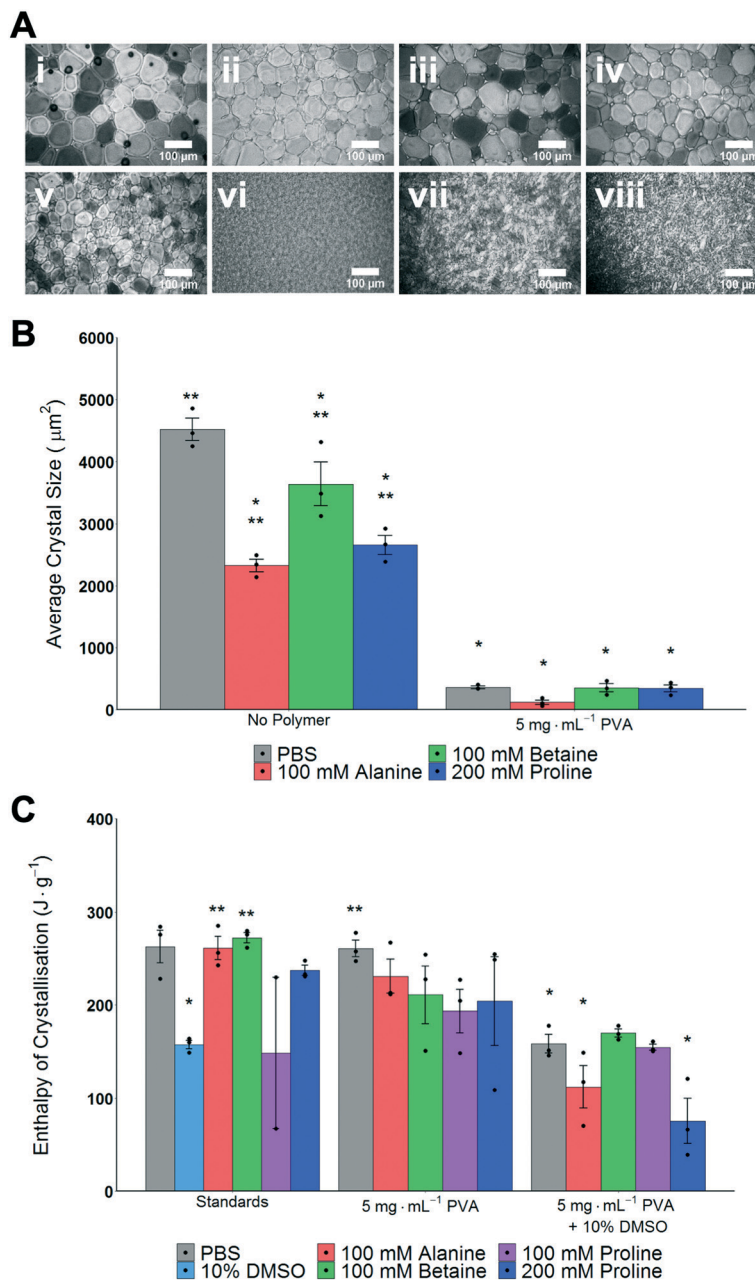 A
i ii iii iv
100 µm 100 µm 100 µm 100 µm
v vi vii viii
100 µm 100 µm 100 µm 100 µm
B
Average Crystal Size ( µm²)
6000
5000
4000
3000
2000
1000
0
** * ** * ** * ** * * * *
No Polymer 5 mg · mL⁻¹ PVA
PBS 100 mM Betaine
100 mM Alanine 200 mM Proline
C
Enthalpy of Crystallisation (J · g⁻¹)
400
300
200
100
0
* ** ** ** * * *
Standards 5 mg · mL⁻¹ PVA 5 mg · mL⁻¹ PVA
+ 10% DMSO
PBS 100 mM Alanine 100 mM Proline
10% DMSO 100 mM Betaine 200 mM Proline